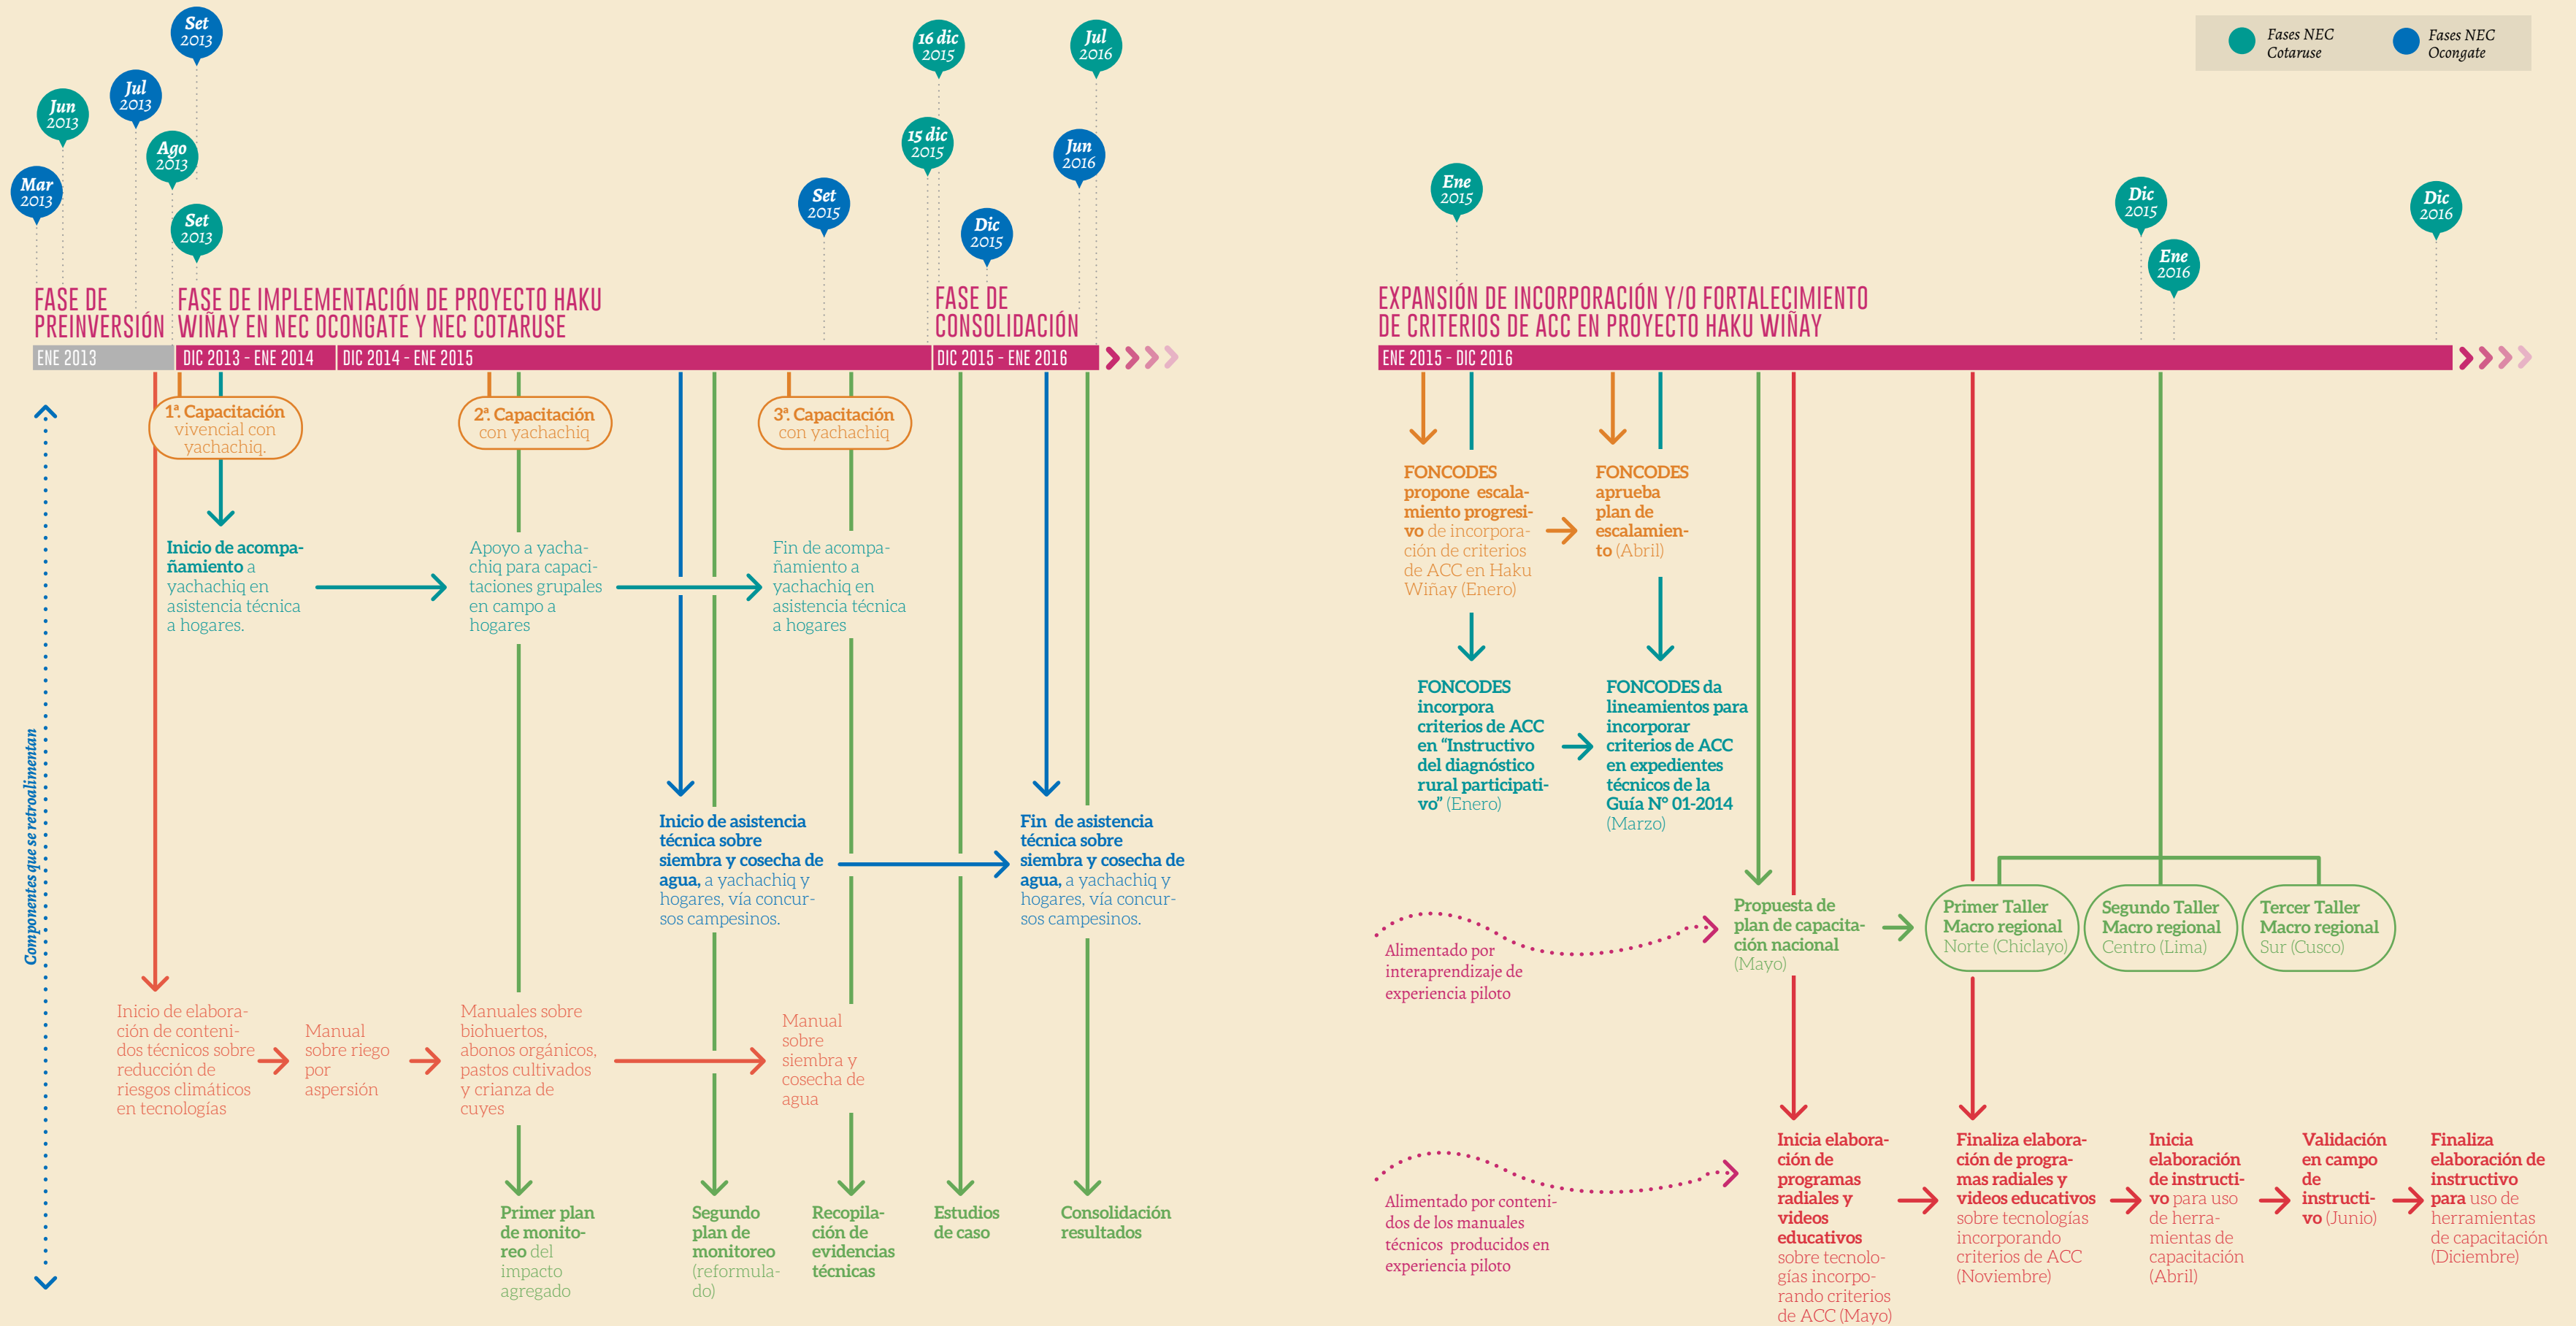 Set
2013
Jul
2013
Jun
2013
Ago
2013
Mar
2013
Set
2013
16 dic
2015
Jul
2016
15 dic
2015
Jun
2016
Set
2015
Dic
2015
Fases NEC
Cotaruse
Fases NEC
Ocongate
Ene
2015
Dic
2015
Ene
2016
Dic
2016
FASE DE
PREINVERSIÓN
FASE DE IMPLEMENTACIÓN DE PROYECTO HAKU
WIÑAY EN NEC OCONGATE Y NEC COTARUSE
FASE DE
CONSOLIDACIÓN
ENE 2013
DIC 2013 - ENE 2014
DIC 2014 - ENE 2015
DIC 2015 - ENE 2016
1ª. Capacitación
vivencial con
yachachiq.
2ª. Capacitación
con yachachiq
3ª. Capacitación
con yachachiq
Inicio de acompa-
ñamiento a
yachachiq en
asistencia técnica
a hogares.
Apoyo a yacha-
chiq para capaci-
taciones grupales
en campo a
hogares
Fin de acompa-
ñamiento a
yachachiq en
asistencia técnica
a hogares
Componentes que se retroalimentan
Inicio de asistencia
técnica sobre
siembra y cosecha de
agua, a yachachiq y
hogares, vía concur-
sos campesinos.
Fin  de asistencia
técnica sobre
siembra y cosecha de
agua, a yachachiq y
hogares, vía concur-
sos campesinos.
Inicio de elabora-
ción de conteni-
dos técnicos sobre
reducción de
riesgos climáticos
en tecnologías
Manual
sobre riego
por
aspersión
Manuales sobre
biohuertos,
abonos orgánicos,
pastos cultivados
y crianza de
cuyes
Manual
sobre
siembra y
cosecha de
agua
Primer plan
de monito-
reo del
impacto
agregado
Segundo
plan de
monitoreo
(reformula-
do)
Recopila-
ción de
evidencias
técnicas
Estudios
de caso
Consolidación
resultados
EXPANSIÓN DE INCORPORACIÓN Y/O FORTALECIMIENTO
DE CRITERIOS DE ACC EN PROYECTO HAKU WIÑAY
ENE 2015 - DIC 2016
FONCODES
propone  escala-
miento progresi-
vo de incorpora-
ción de criterios
de ACC en Haku
Wiñay (Enero)
FONCODES
aprueba
plan de
escalamien-
to (Abril)
FONCODES
incorpora
criterios de ACC
en “Instructivo
del diagnóstico
rural participati-
vo” (Enero)
FONCODES da
lineamientos para
incorporar
criterios de ACC
en expedientes
técnicos de la
Guía Nº 01-2014
(Marzo)
Alimentado por
interaprendizaje de
experiencia piloto
Propuesta de
plan de capacita-
ción nacional
(Mayo)
Primer Taller
Macro regional
Norte (Chiclayo)
Segundo Taller
Macro regional
Centro (Lima)
Tercer Taller
Macro regional
Sur (Cusco)
Alimentado por conteni-
dos de los manuales
técnicos  producidos en
experiencia piloto
Inicia elabora-
ción de
programas
radiales y
videos
educativos
sobre tecnolo-
gías incorpo-
rando criterios
de ACC (Mayo)
Finaliza elabora-
ción de progra-
mas radiales y
videos educativos
sobre tecnologías
incorporando
criterios de ACC
(Noviembre)
Inicia
elaboración
de instructi-
vo para uso
de herra-
mientas de
capacitación
(Abril)
Validación
en campo
de
instructi-
vo (Junio)
Finaliza
elaboración de
instructivo
para uso de
herramientas
de capacitación
(Diciembre)